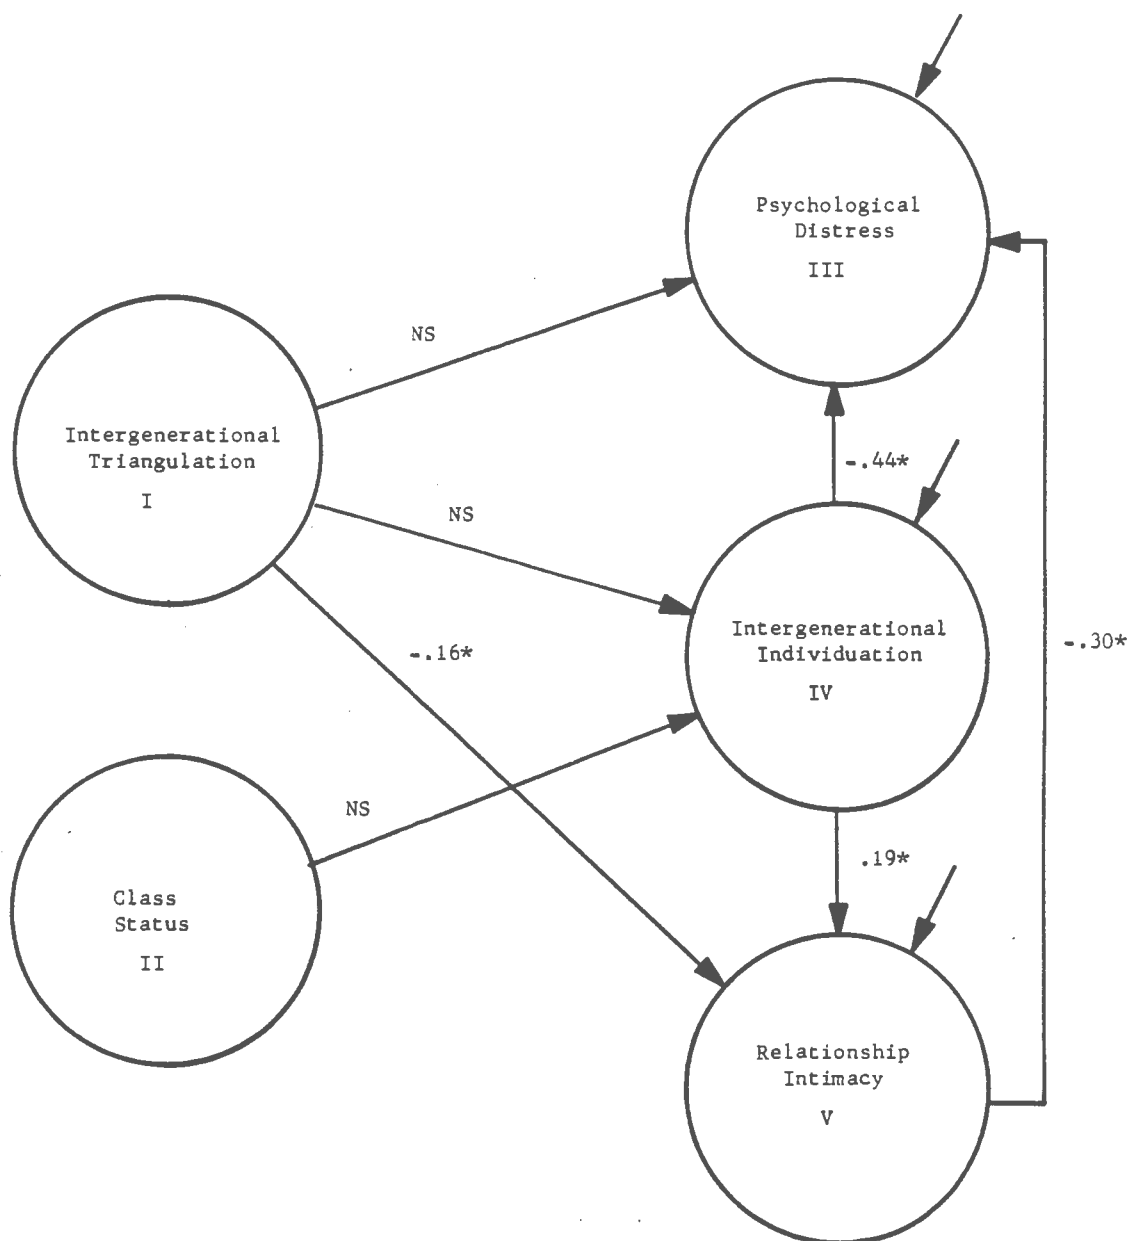 Psychological
Distress
III
NS
Intergenerational
Triangulation
I
-.44*
NS
Intergenerational
Individuation
IV
-.30*
-.16*
NS
.19*
Class
Status
II
Relationship
Intimacy
V